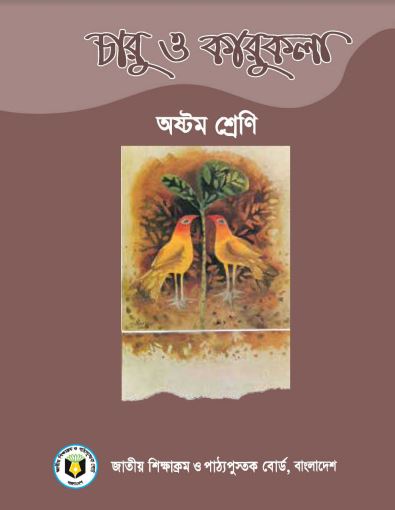 চারু ও কারুকলা
অষ্টম শ্রেণি
জাতীয় শিক্ষাক্রম ও পাঠ্যপুস্তক বোর্ড, বাংলাদেশ